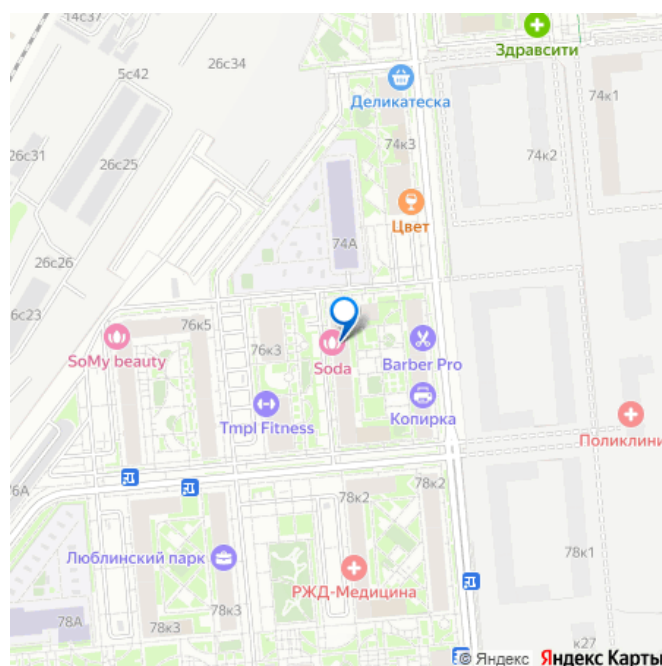 14с37
Здравсити
5с42
26с34
Деликатеска
74к1
26с31
26с25
74к3
74к2
Цвет
74А
26с26
26с23
76к5
SoMy beauty
76к3
Soda
Barber Pro
Tmpl Fitness
Копирка
Поликлини
76А
78к2
78к2
Люблинский парк
78к1
РЖД-Медицина
78А
78к3
78к3
к27
© Яндекс Яндекс Карты